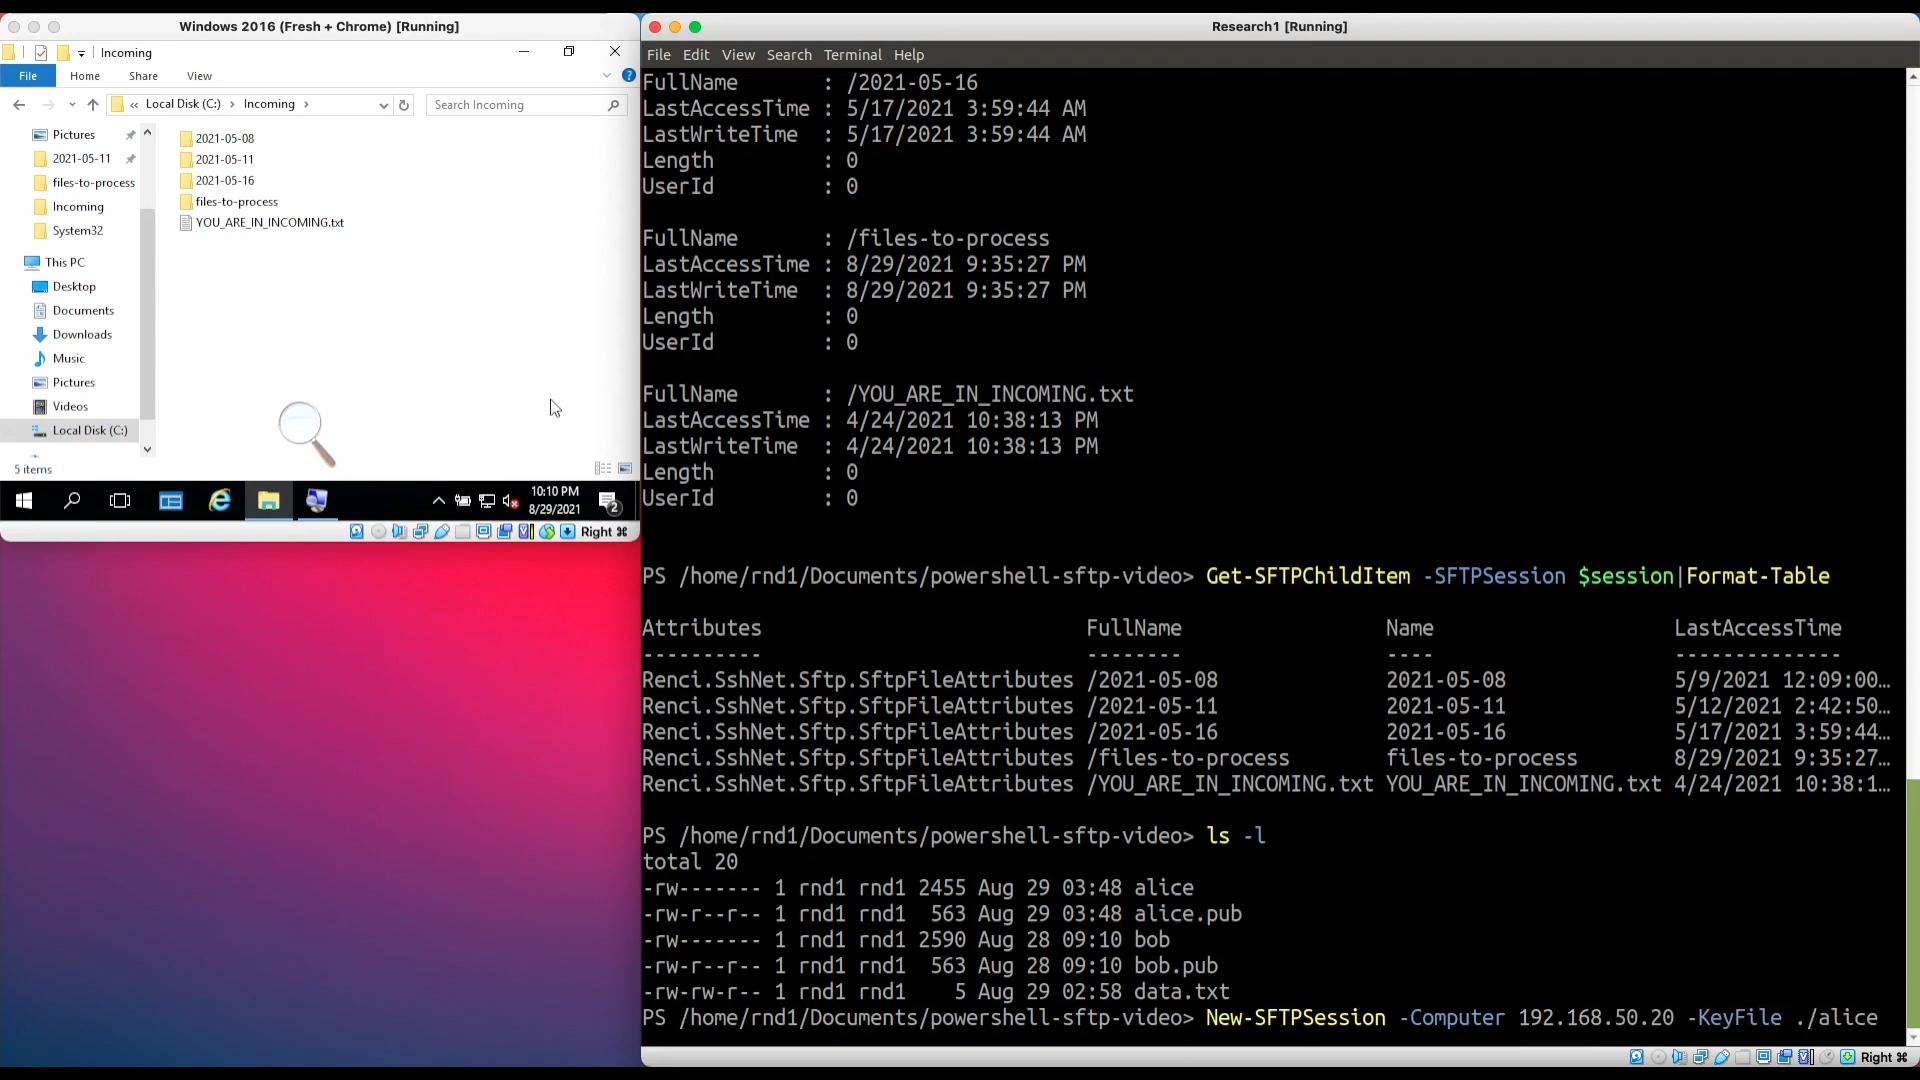 Windows 2016 (Fresh + Chrome) [Running]
Incoming
File Home Share View
Local Disk (C:) Incoming
Search Incoming
Pictures
2021-05-11
files-to-process
Incoming
System32
This PC
Desktop
Documents
Downloads
Music
Pictures
Videos
Local Disk (C:)
2021-05-08
2021-05-11
2021-05-16
files-to-process
YOU_ARE_IN_INCOMING.txt
5 items
10:10 PM
8/29/2021
2
Right ⌘
Research1 [Running]
File Edit View Search Terminal Help
FullName : /2021-05-16
LastAccessTime : 5/17/2021 3:59:44 AM
LastWriteTime : 5/17/2021 3:59:44 AM
Length : 0
UserId : 0
FullName : /files-to-process
LastAccessTime : 8/29/2021 9:35:27 PM
LastWriteTime : 8/29/2021 9:35:27 PM
Length : 0
UserId : 0
FullName : /YOU_ARE_IN_INCOMING.txt
LastAccessTime : 4/24/2021 10:38:13 PM
LastWriteTime : 4/24/2021 10:38:13 PM
Length : 0
UserId : 0
PS /home/rnd1/Documents/powershell-sftp-video> Get-SFTPChildItem -SFTPSession $session|Format-Table
Attributes FullName Name LastAccessTime
---------- -------- ---- --------------
Renci.SshNet.Sftp.SftpFileAttributes /2021-05-08 2021-05-08 5/9/2021 12:09:00…
Renci.SshNet.Sftp.SftpFileAttributes /2021-05-11 2021-05-11 5/12/2021 2:42:50…
Renci.SshNet.Sftp.SftpFileAttributes /2021-05-16 2021-05-16 5/17/2021 3:59:44…
Renci.SshNet.Sftp.SftpFileAttributes /files-to-process files-to-process 8/29/2021 9:35:27…
Renci.SshNet.Sftp.SftpFileAttributes /YOU_ARE_IN_INCOMING.txt YOU_ARE_IN_INCOMING.txt 4/24/2021 10:38:1…
PS /home/rnd1/Documents/powershell-sftp-video> ls -l
total 20
-rw------- 1 rnd1 rnd1 2455 Aug 29 03:48 alice
-rw-r--r-- 1 rnd1 rnd1 563 Aug 29 03:48 alice.pub
-rw------- 1 rnd1 rnd1 2590 Aug 28 09:10 bob
-rw-r--r-- 1 rnd1 rnd1 563 Aug 28 09:10 bob.pub
-rw-rw-r-- 1 rnd1 rnd1 5 Aug 29 02:58 data.txt
PS /home/rnd1/Documents/powershell-sftp-video> New-SFTPSession -Computer 192.168.50.20 -KeyFile ./alice
Right ⌘